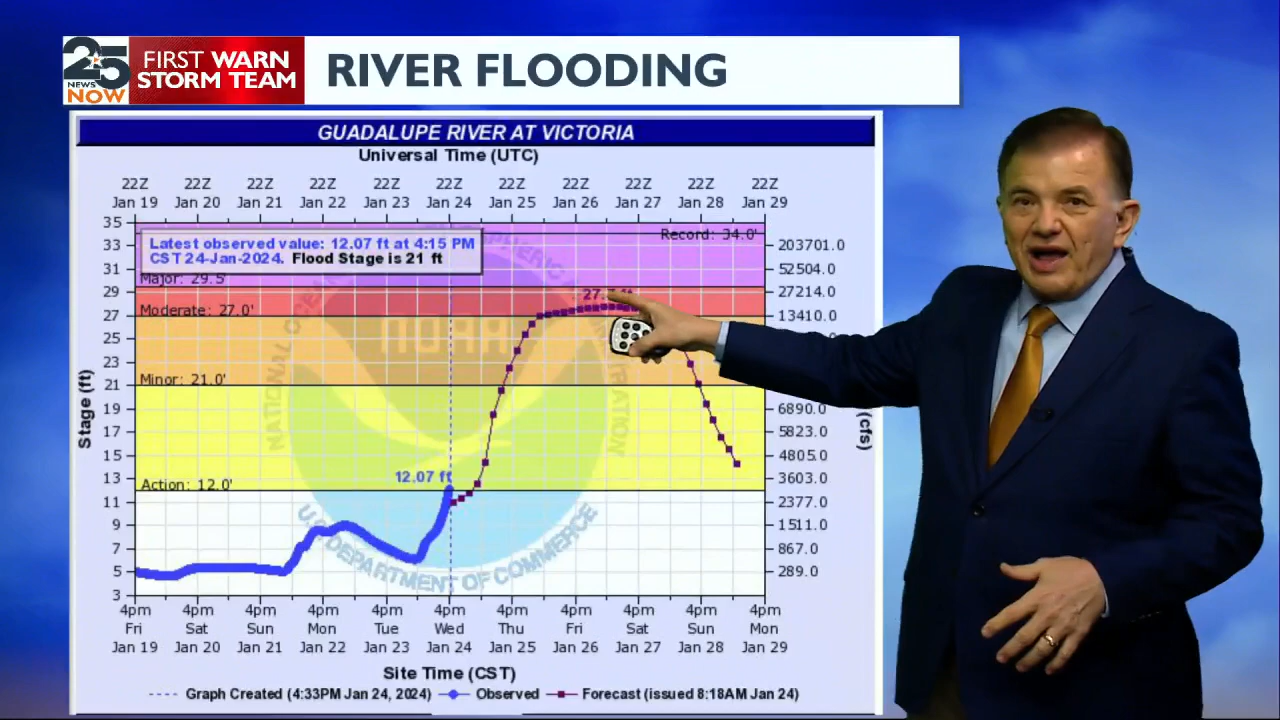 25
NEWS
NOW
FIRST WARN
STORM TEAM
RIVER FLOODING
GUADALUPE RIVER AT VICTORIA
Universal Time (UTC)
22Z 22Z 22Z 22Z 22Z 22Z 22Z 22Z 22Z 22Z 22Z
Jan 19 Jan 20 Jan 21 Jan 22 Jan 23 Jan 24 Jan 25 Jan 26 Jan 27 Jan 28 Jan 29
35
33 203701.0
31 52504.0
29 27214.0
27 13410.0
25
23
21
19 6890.0
17 5823.0
15 4805.0
13 3603.0
11 2377.0
9 1511.0
7 867.0
5 289.0
3
Stage (ft)
(cfs)
Record: 34.0'
Latest observed value: 12.07 ft at 4:15 PM
CST 24-Jan-2024. Flood Stage is 21 ft
Major: 29.5'
Moderate: 27.0'
Minor: 21.0'
Action: 12.0'
12.07 ft
NOAA
U.S. DEPARTMENT OF COMMERCE
4pm 4pm 4pm 4pm 4pm 4pm 4pm 4pm 4pm 4pm 4pm
Fri Sat Sun Mon Tue Wed Thu Fri Sat Sun Mon
Jan 19 Jan 20 Jan 21 Jan 22 Jan 23 Jan 24 Jan 25 Jan 26 Jan 27 Jan 28 Jan 29
Site Time (CST)
Graph Created (4:33PM Jan 24, 2024) Observed Forecast (issued 8:18AM Jan 24)